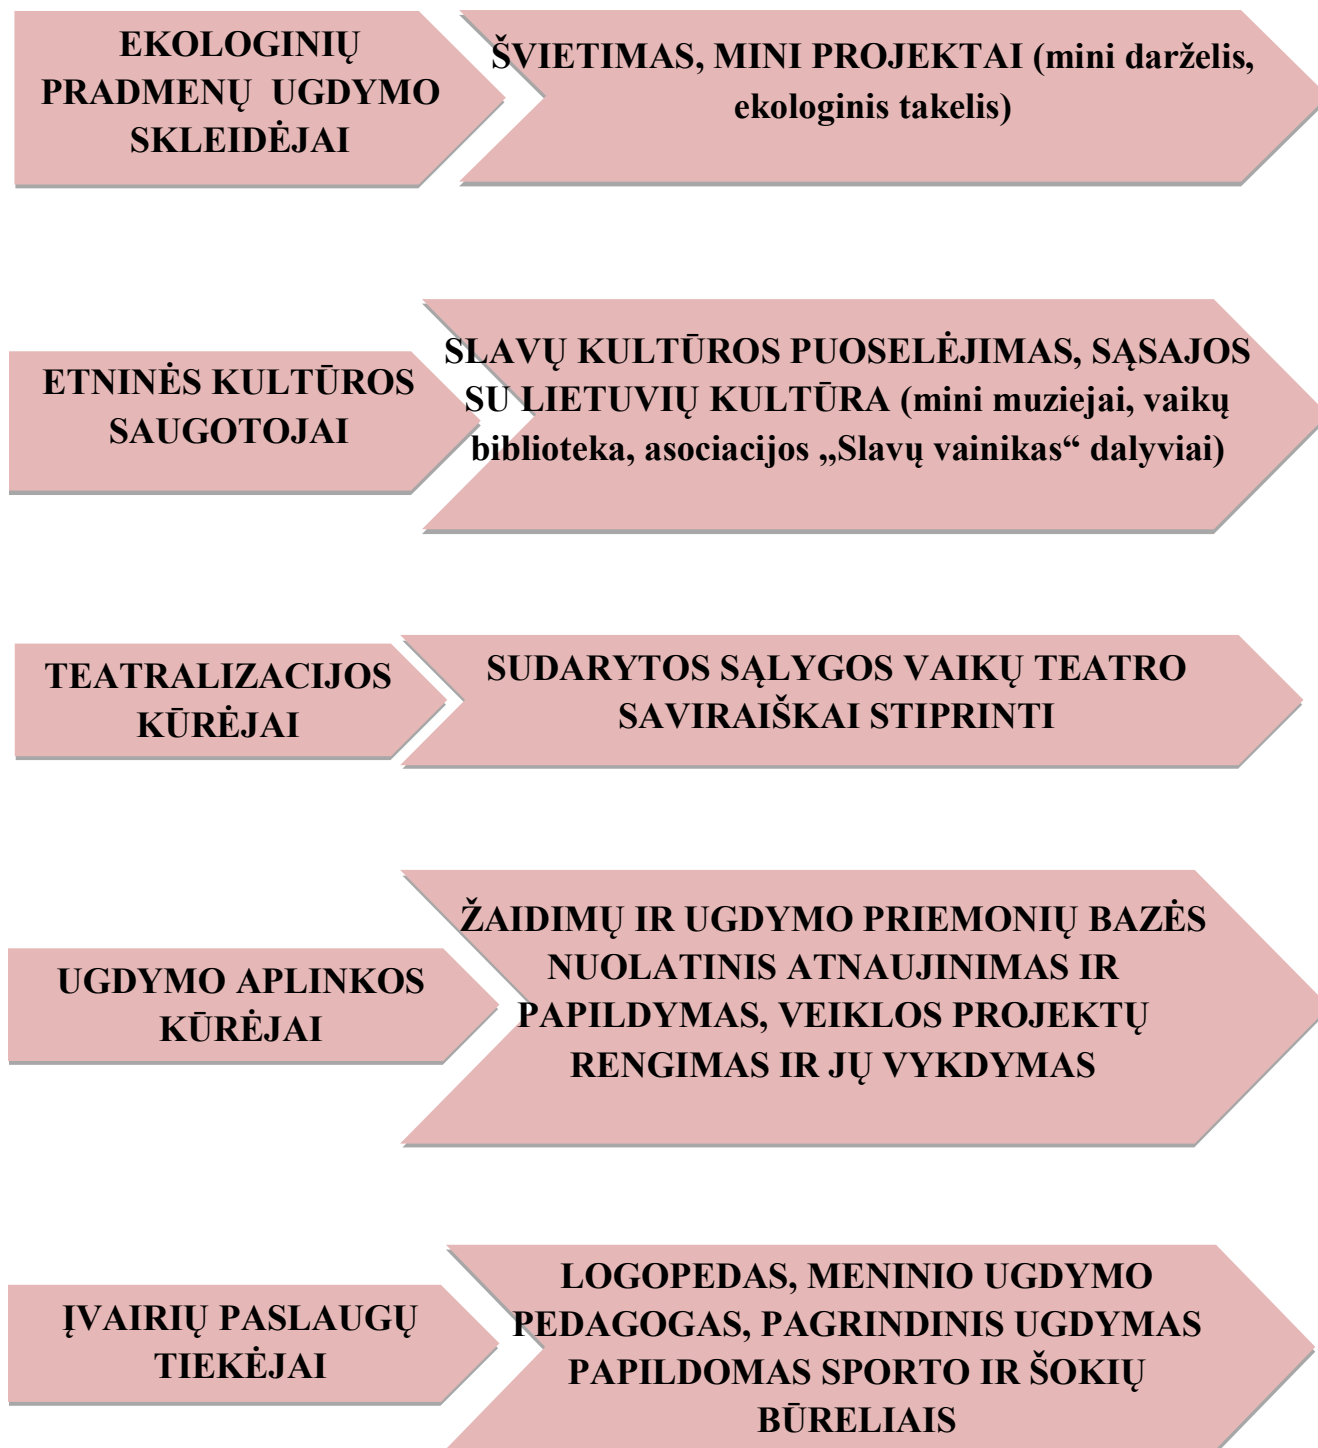 EKOLOGINIŲ
PRADMENŲ UGDYMO
SKLEIDĖJAI
ŠVIETIMAS, MINI PROJEKTAI (mini darželis,
ekologinis takelis)
ETNINĖS KULTŪROS
SAUGOTOJAI
SLAVŲ KULTŪROS PUOSELĖJIMAS, SĄSAJOS
SU LIETUVIŲ KULTŪRA (mini muziejai, vaikų
biblioteka, asociacijos „Slavų vainikas“ dalyviai)
TEATRALIZACIJOS
KŪRĖJAI
SUDARYTOS SĄLYGOS VAIKŲ TEATRO
SAVIRAIŠKAI STIPRINTI
UGDYMO APLINKOS
KŪRĖJAI
ŽAIDIMŲ IR UGDYMO PRIEMONIŲ BAZĖS
NUOLATINIS ATNAUJINIMAS IR
PAPILDYMAS, VEIKLOS PROJEKTŲ
RENGIMAS IR JŲ VYKDYMAS
ĮVAIRIŲ PASLAUGŲ
TIEKĖJAI
LOGOPEDAS, MENINIO UGDYMO
PEDAGOGAS, PAGRINDINIS UGDYMAS
PAPILDOMAS SPORTO IR ŠOKIŲ
BŪRELIAIS